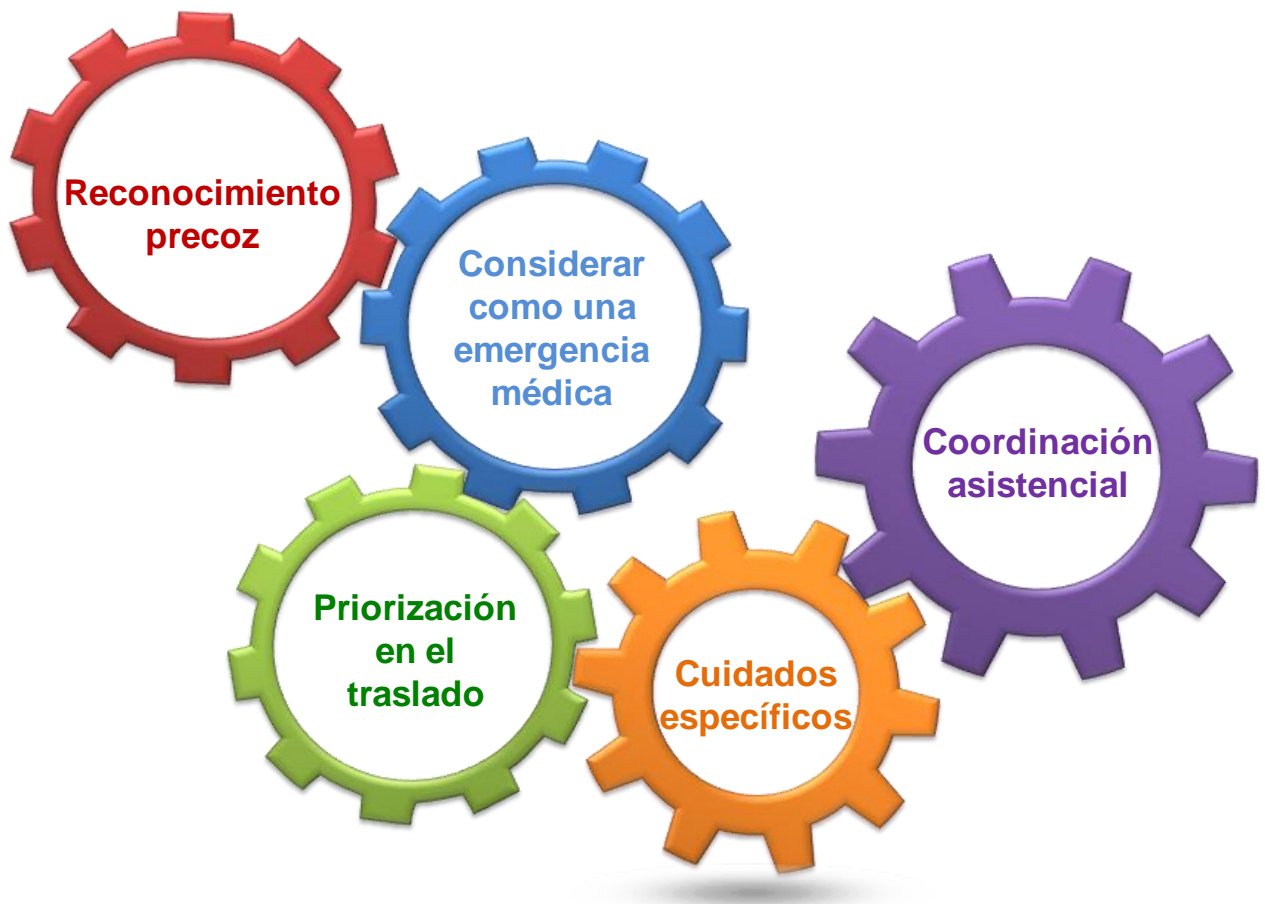 Reconocimiento
precoz
Considerar
como una
emergencia
médica
Coordinación
asistencial
Priorización
en el
traslado
Cuidados
específicos